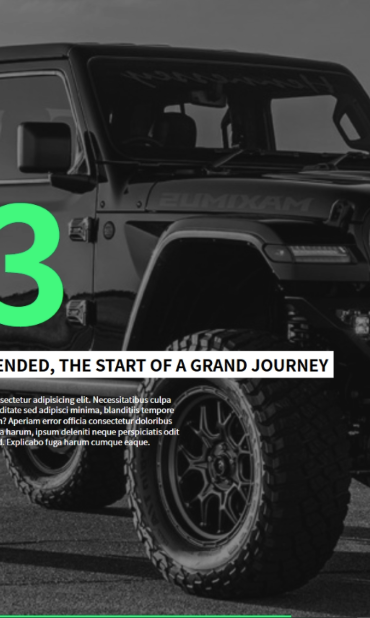 Hennessey
MAXIMUS
3
ENDED, THE START OF A GRAND JOURNEY
sectetur adipisicing elit. Necessitatibus culpa
ditate sed adipisci minima, blanditiis tempore
? Aperiam error officia consectetur doloribus
a harum, ipsum deleniti neque perspiciatis odit
. Explicabo fuga harum cumque eaque.